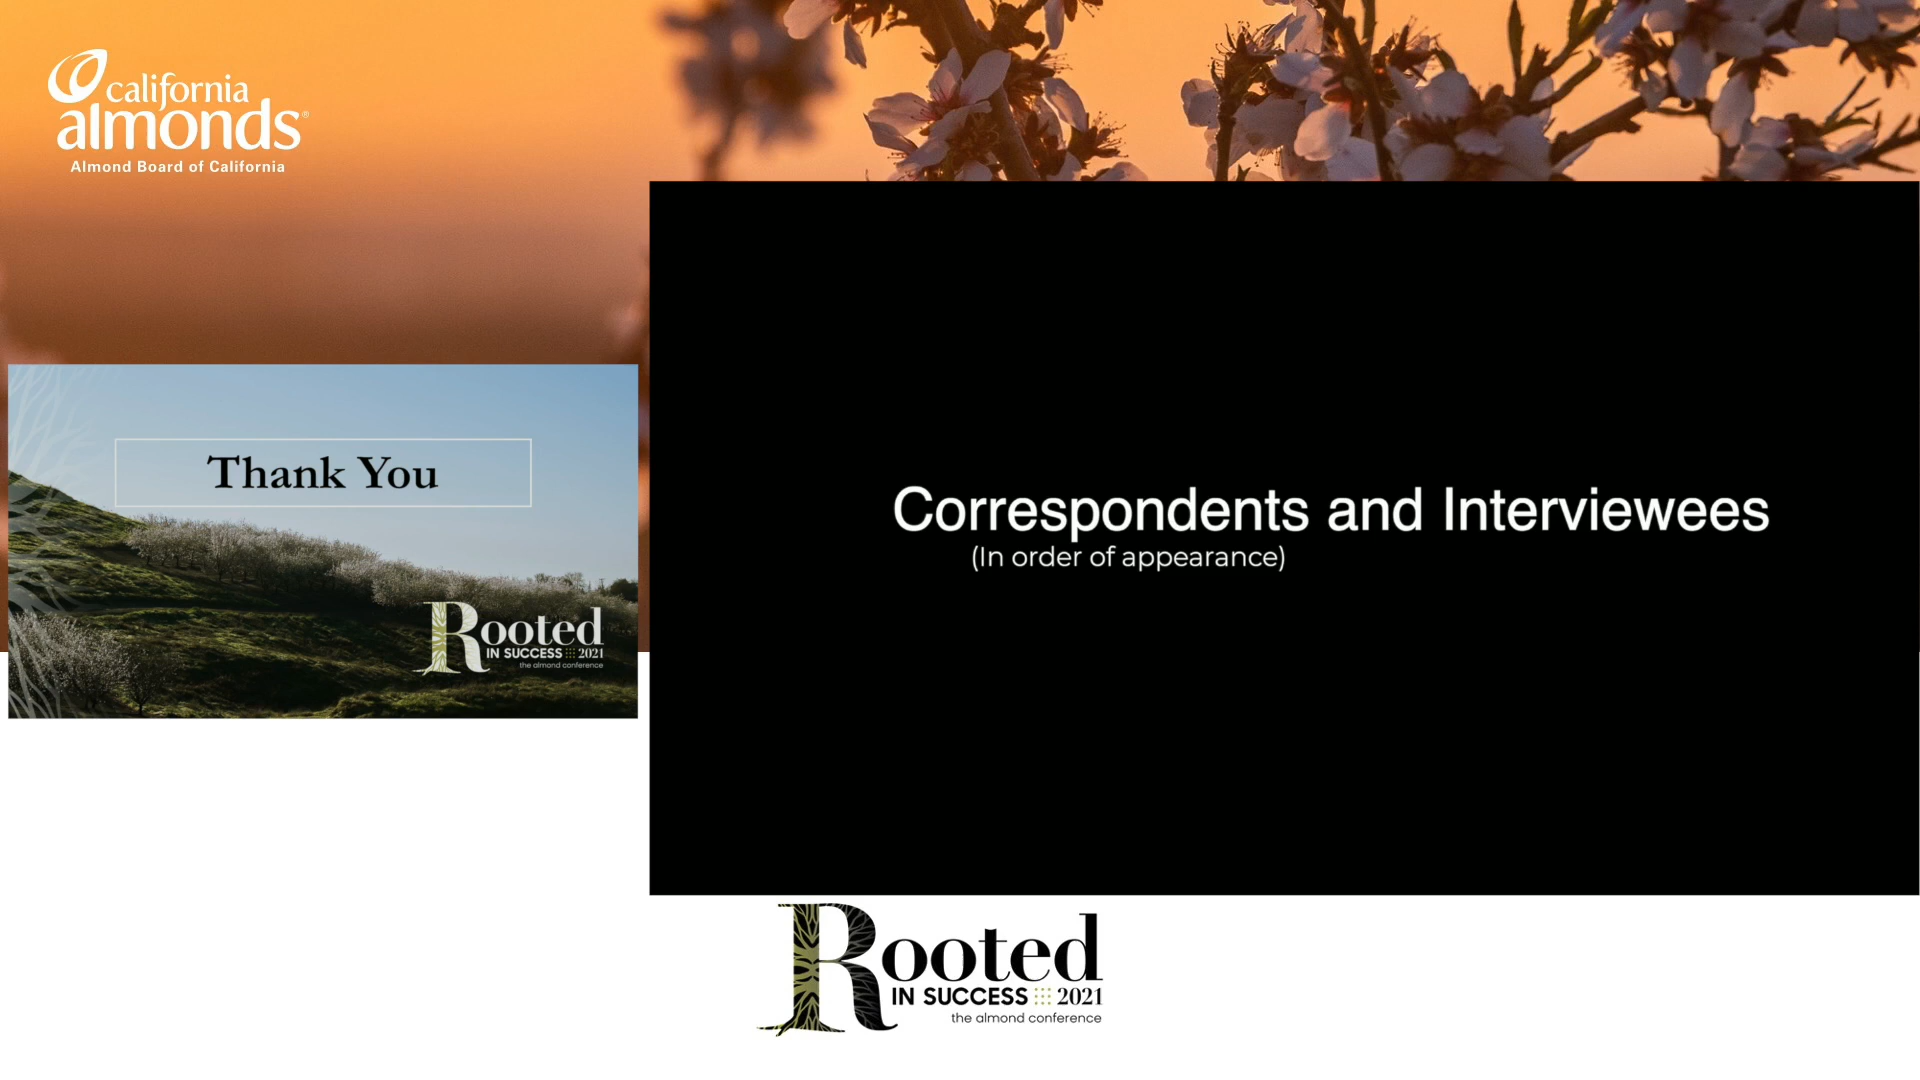 california
almonds®
Almond Board of California
Thank You
Rooted
IN SUCCESS 2021
the almond conference
Correspondents and Interviewees
(In order of appearance)
Rooted
IN SUCCESS 2021
the almond conference